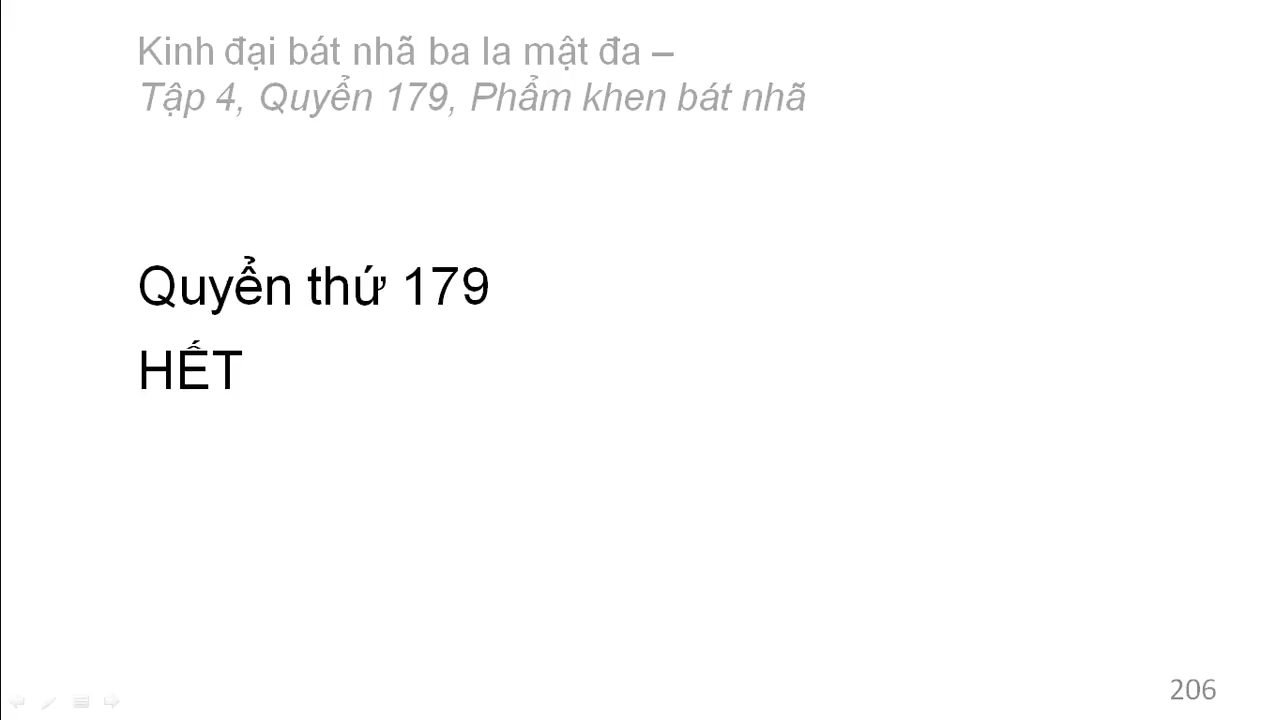 Kinh đại bát nhã ba la mật đa –
Tập 4, Quyển 179, Phẩm khen bát nhã
Quyển thứ 179
HẾT
206